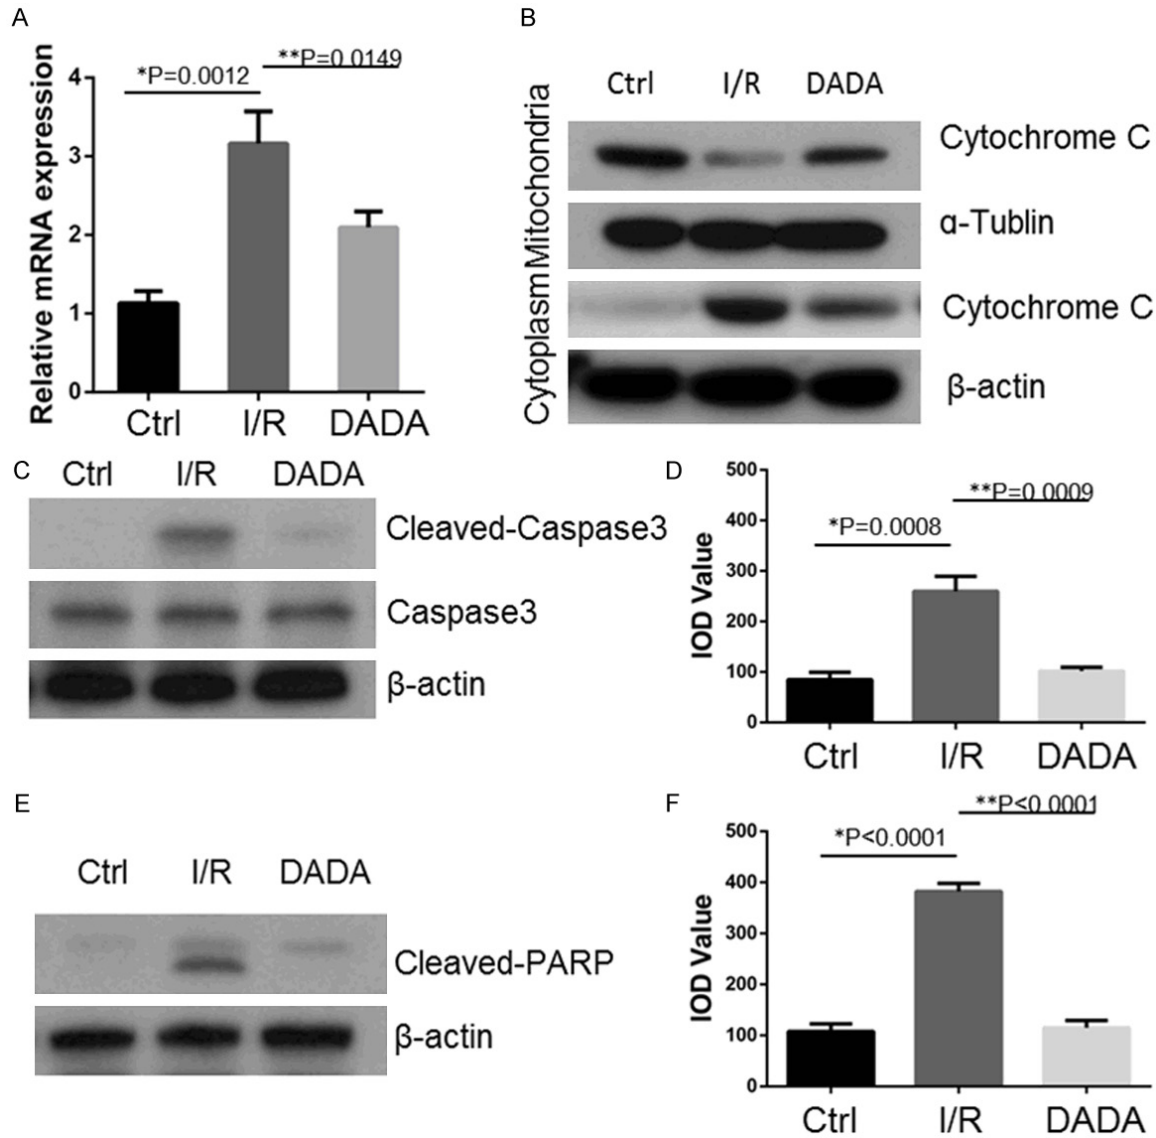 A
Relative mRNA expression
4
3
2
1
0
*P=0.0012
**P=0.0149
Ctrl I/R DADA
B
Ctrl I/R DADA
Mitochondria
Cytoplasm
Cytochrome C
α-Tublin
Cytochrome C
β-actin
C
Ctrl I/R DADA
Cleaved-Caspase3
Caspase3
β-actin
D
IOD Value
500
400
300
200
100
0
*P=0.0008
**P=0.0009
Ctrl I/R DADA
E
Ctrl I/R DADA
Cleaved-PARP
β-actin
F
IOD Value
500
400
300
200
100
0
*P<0.0001
**P<0.0001
Ctrl I/R DADA